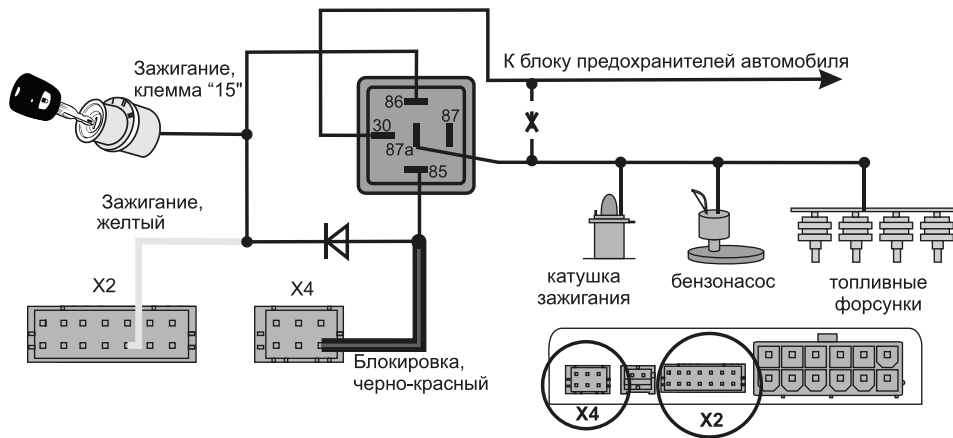 К блоку предохранителей автомобиля
Зажигание,
клемма “15"
86
30
87
87a
85
Зажигание,
желтый
X2
X4
катушка
зажигания
бензонасос
топливные
форсунки
Блокировка,
черно-красный
X4
X2